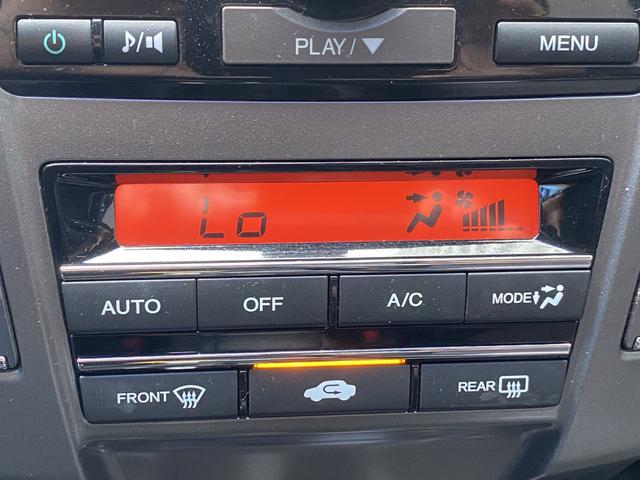 PLAY/▼
MENU
Lo
AUTO
OFF
A/C
MODE
FRONT
REAR